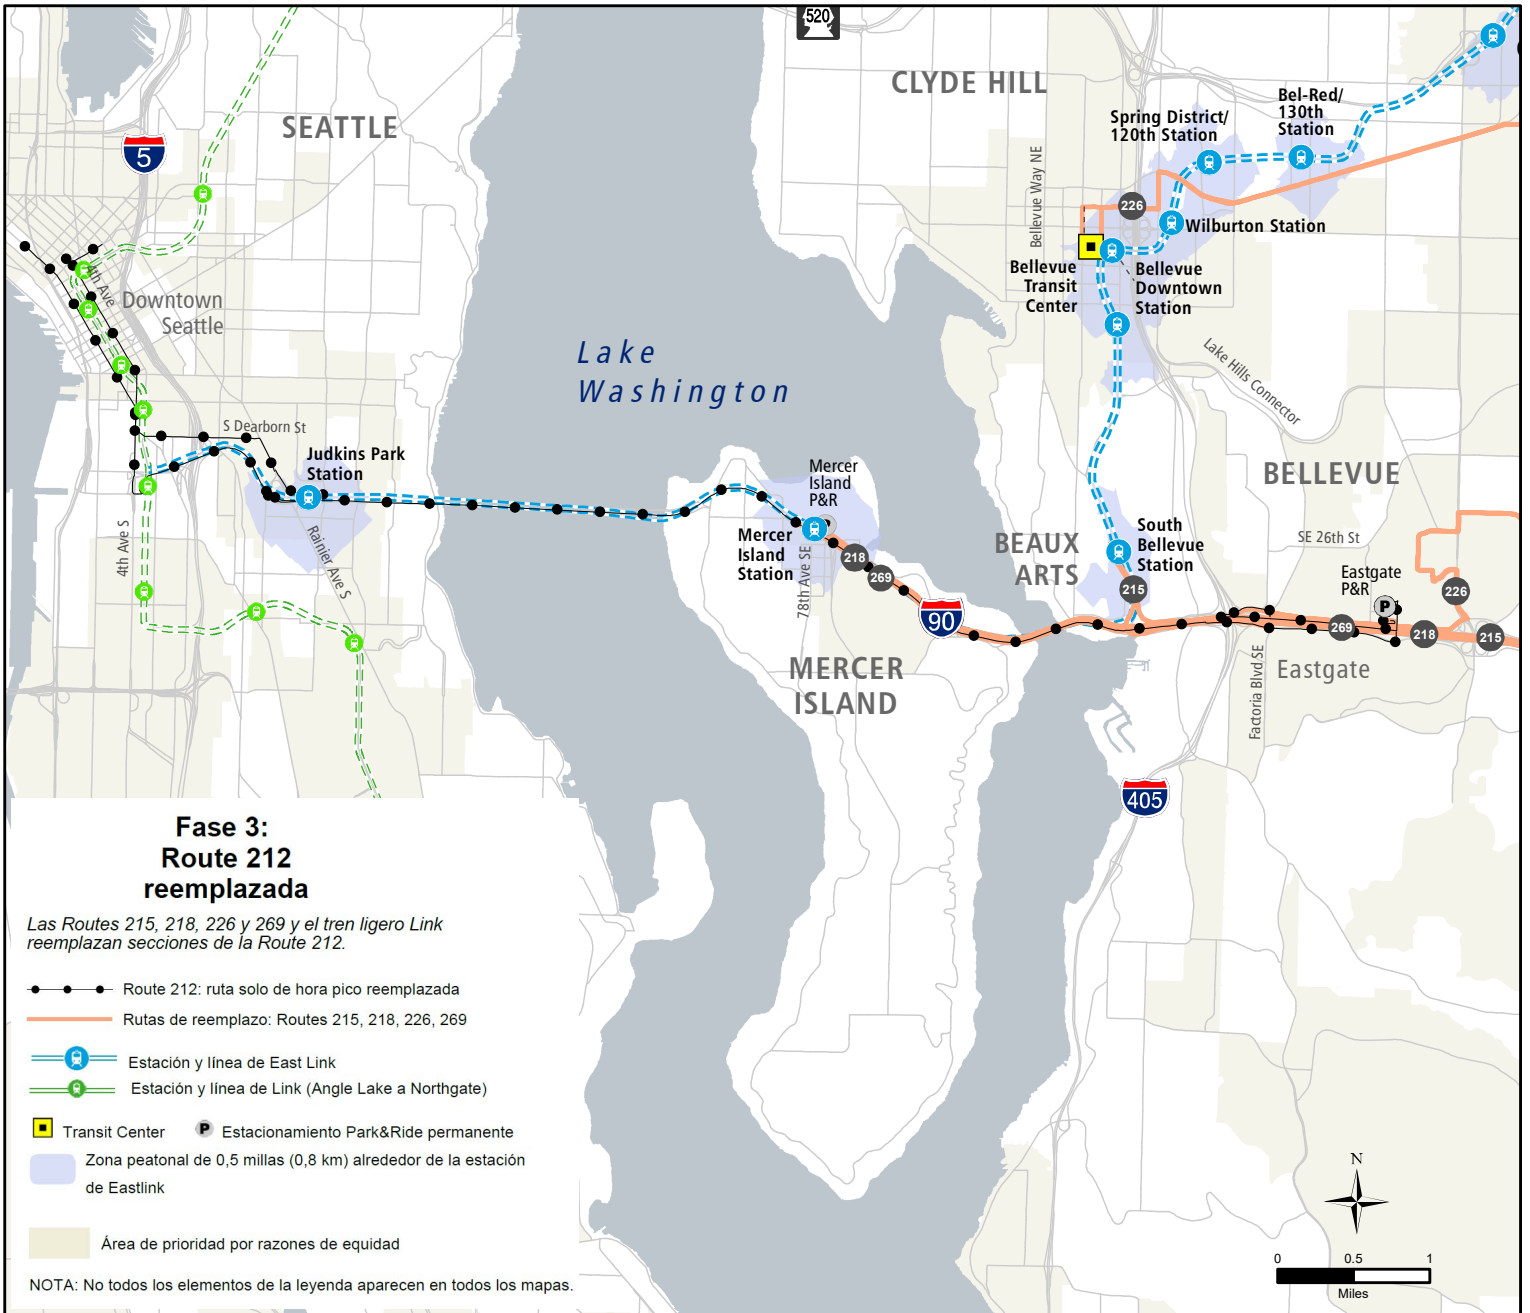 520
CLYDE HILL
Bel-Red/
130th
Station
Spring District/
120th Station
SEATTLE
5
Bellevue Way NE
226
Wilburton Station
Bellevue
Transit
Center
Bellevue
Downtown
Station
4th Ave
Downtown
Seattle
Lake
Washington
Lake Hills Connector
S Dearborn St
Judkins Park
Station
Mercer
Island
P&R
BELLEVUE
Mercer
Island
Station
78th Ave SE
218
269
BEAUX
ARTS
South
Bellevue
Station
SE 26th St
Eastgate
P&R
P
4th Ave S
Rainier Ave S
90
215
226
269
218
215
MERCER
ISLAND
Factoria Blvd SE
Eastgate
405
Fase 3:
Route 212
reemplazada
Las Routes 215, 218, 226 y 269 y el tren ligero Link
reemplazan secciones de la Route 212.
Route 212: ruta solo de hora pico reemplazada
Rutas de reemplazo: Routes 215, 218, 226, 269
Estación y línea de East Link
Estación y línea de Link (Angle Lake a Northgate)
Transit Center P Estacionamiento Park&Ride permanente
Zona peatonal de 0,5 millas (0,8 km) alrededor de la estación
de Eastlink
Área de prioridad por razones de equidad
NOTA: No todos los elementos de la leyenda aparecen en todos los mapas.
N
0 0.5 1
Miles